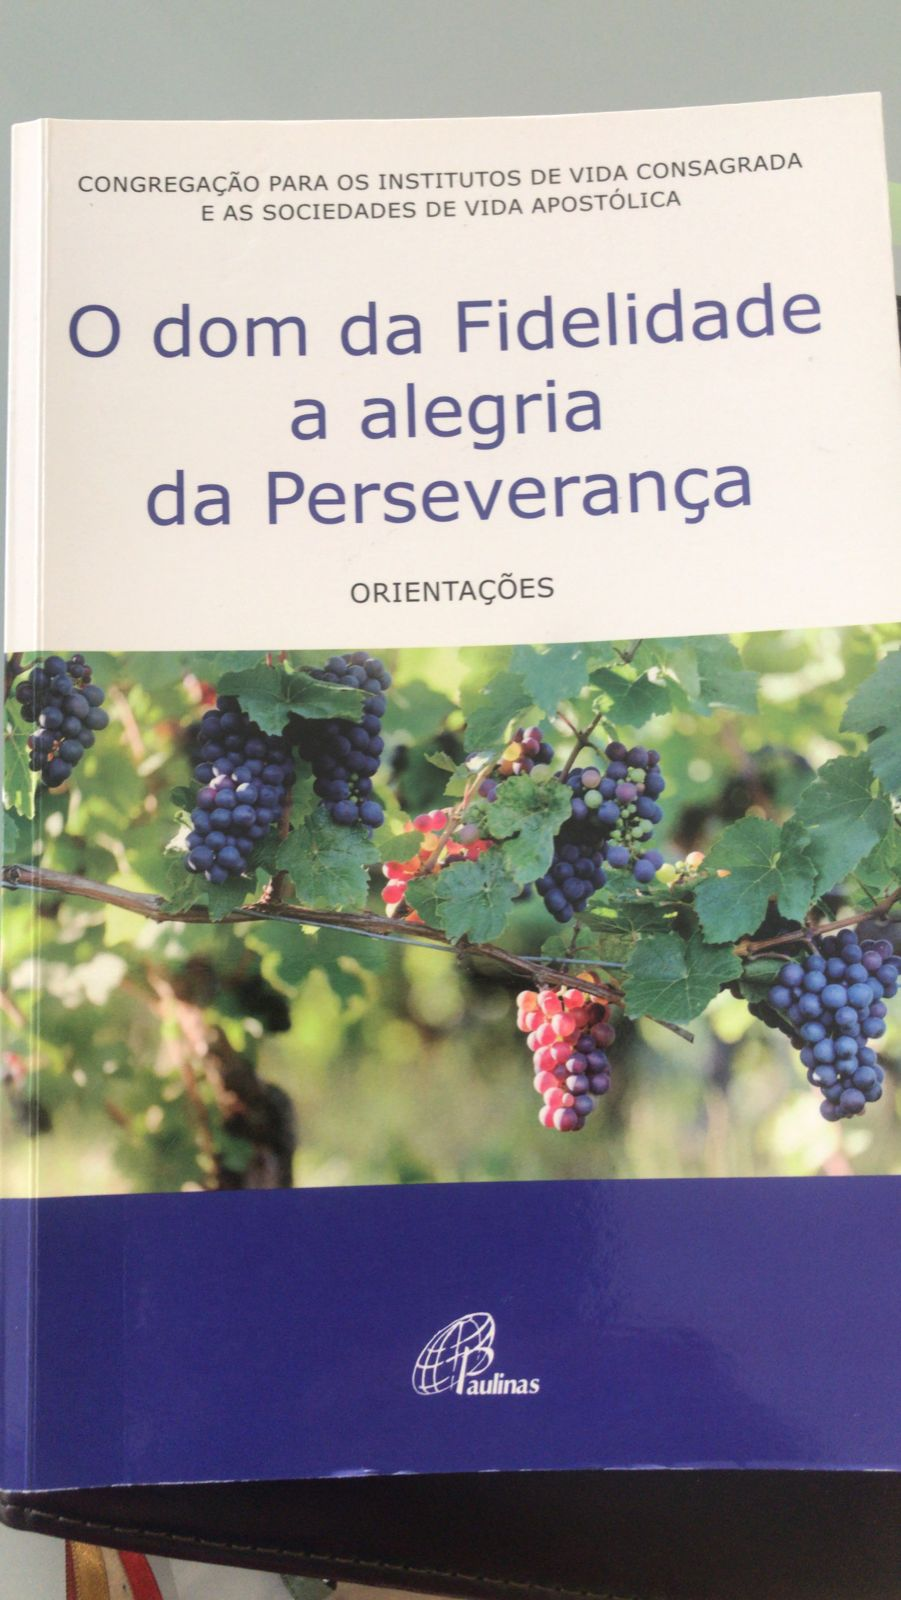 CONGREGAÇÃO PARA OS INSTITUTOS DE VIDA CONSAGRADA
E AS SOCIEDADES DE VIDA APOSTÓLICA
O dom da Fidelidade
a alegria
da Perseverança
ORIENTAÇÕES
Paulinas